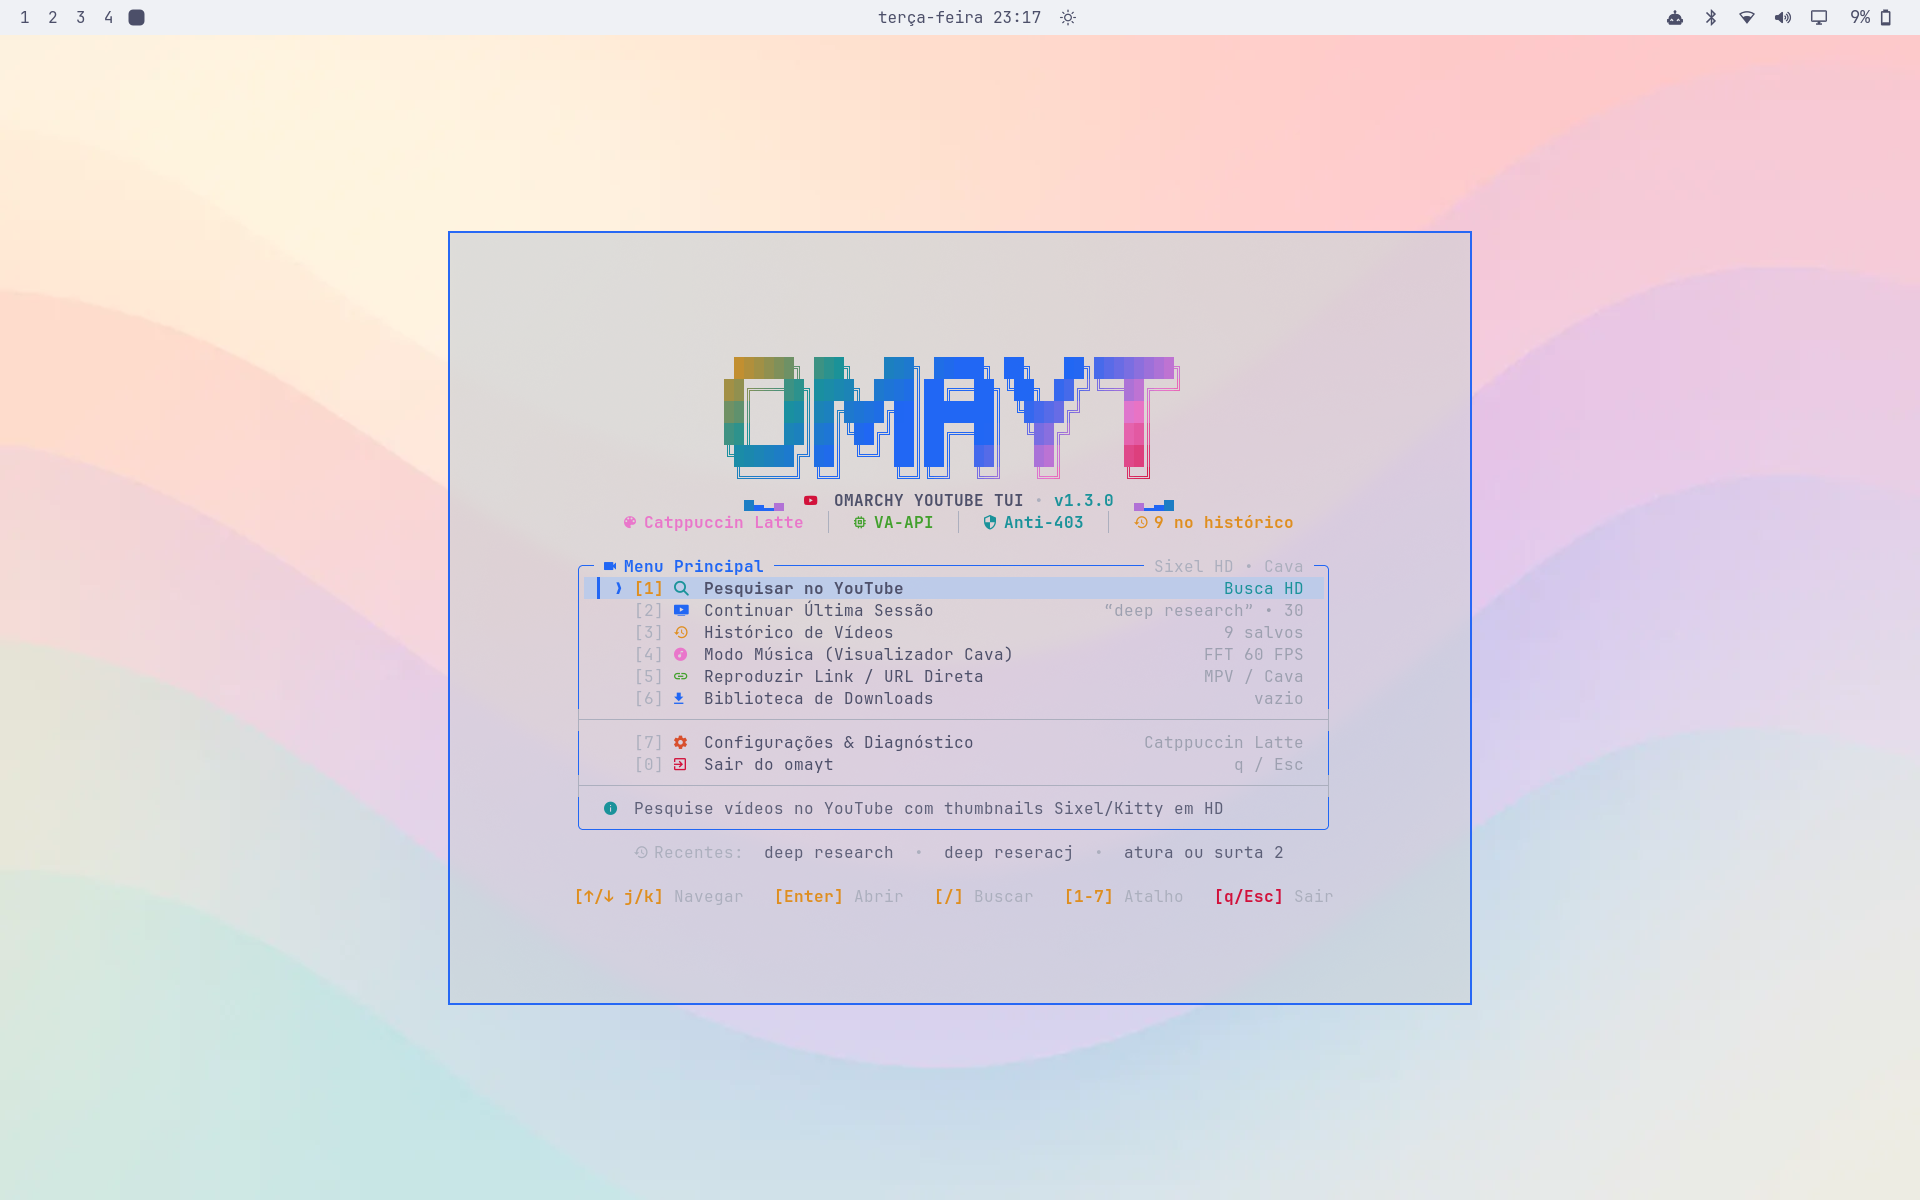 1 2 3 4 terça-feira 23:17 9%
OMAYT
OMARCHY YOUTUBE TUI • v1.3.0
Catppuccin Latte │ VA-API │ Anti-403 │ 9 no histórico
Menu Principal Sixel HD • Cava
❱ [1] Pesquisar no YouTube Busca HD
[2] Continuar Última Sessão “deep research” • 30
[3] Histórico de Vídeos 9 salvos
[4] Modo Música (Visualizador Cava) FFT 60 FPS
[5] Reproduzir Link / URL Direta MPV / Cava
[6] Biblioteca de Downloads vazio
[7] Configurações & Diagnóstico Catppuccin Latte
[0] Sair do omayt q / Esc
Pesquise vídeos no YouTube com thumbnails Sixel/Kitty em HD
Recentes: deep research • deep reseracj • atura ou surta 2
[↑/↓ j/k] Navegar [Enter] Abrir [/] Buscar [1-7] Atalho [q/Esc] Sair